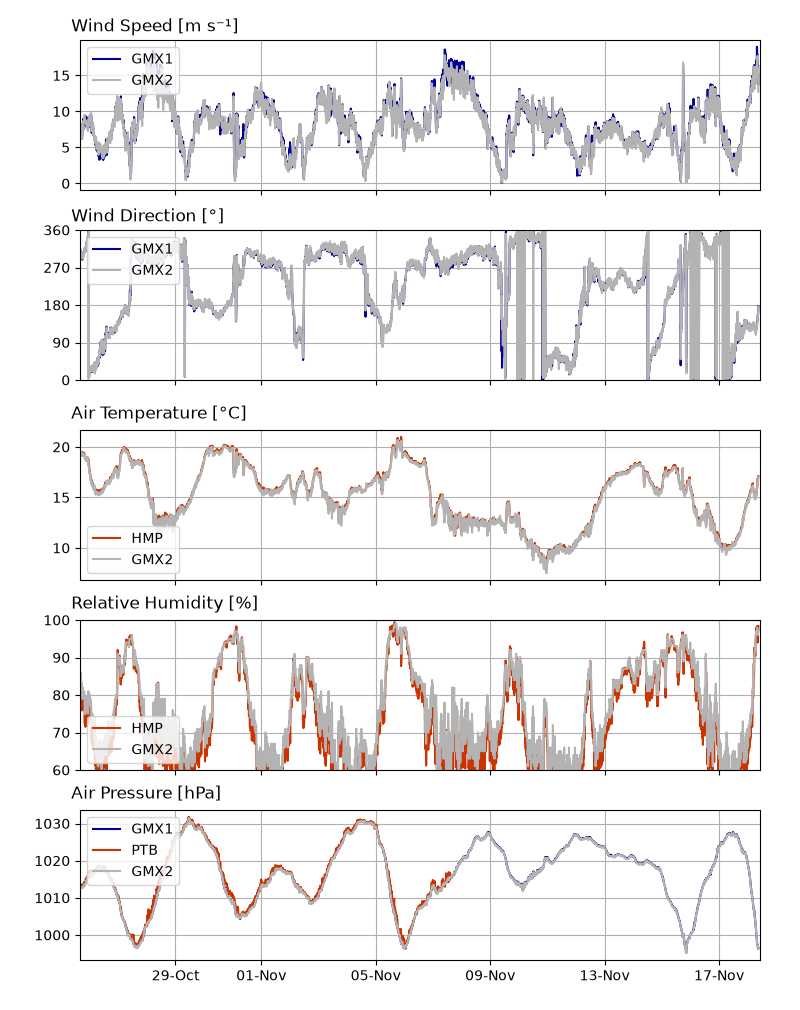 Wind Speed [m s⁻¹]
GMX1
GMX2
15
10
5
0
Wind Direction [°]
360
GMX1
GMX2
270
180
90
0
Air Temperature [°C]
20
15
10
HMP
GMX2
Relative Humidity [%]
100
90
80
70
60
HMP
GMX2
Air Pressure [hPa]
1030
1020
1010
1000
GMX1
PTB
GMX2
29-Oct 01-Nov 05-Nov 09-Nov 13-Nov 17-Nov